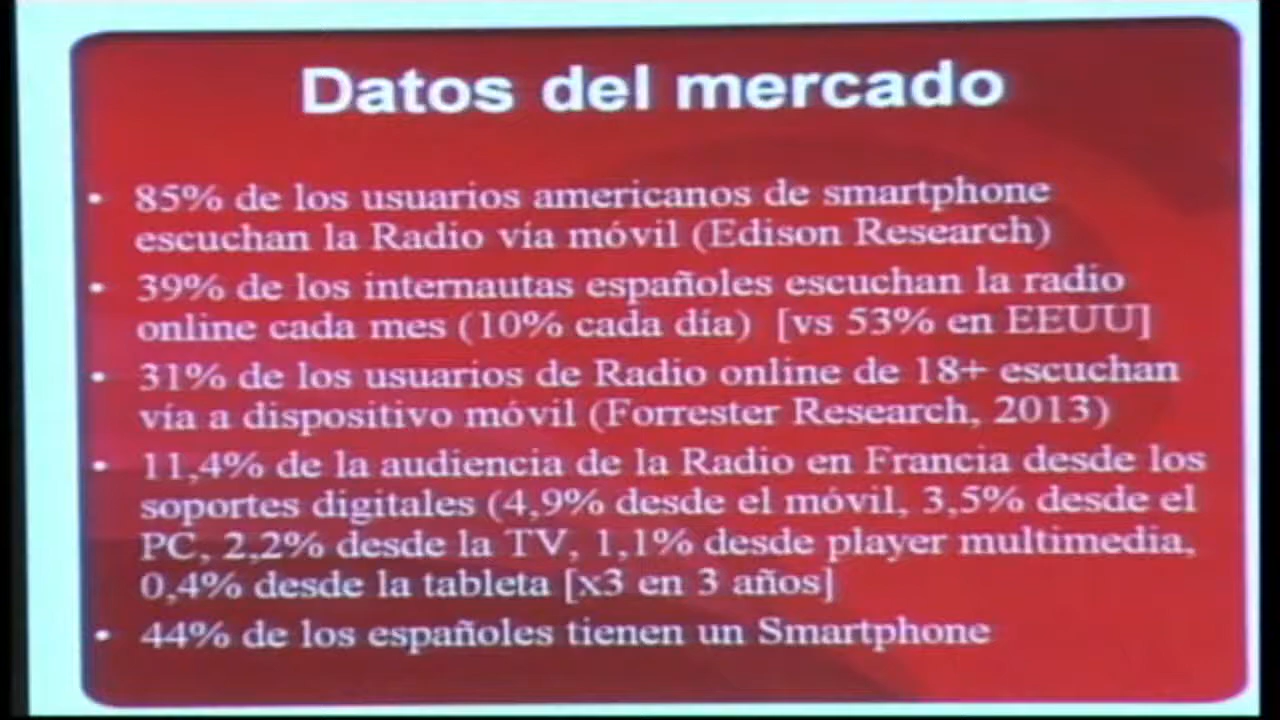 Datos del mercado
• 85% de los usuarios americanos de smartphone
escuchan la Radio vía móvil (Edison Research)
• 39% de los internautas españoles escuchan la radio
online cada mes (10% cada día) [vs 53% en EEUU]
• 31% de los usuarios de Radio online de 18+ escuchan
vía a dispositivo móvil (Forrester Research, 2013)
• 11,4% de la audiencia de la Radio en Francia desde los
soportes digitales (4,9% desde el móvil, 3,5% desde el
PC, 2,2% desde la TV, 1,1% desde player multimedia,
0,4% desde la tableta [x3 en 3 años]
• 44% de los españoles tienen un Smartphone